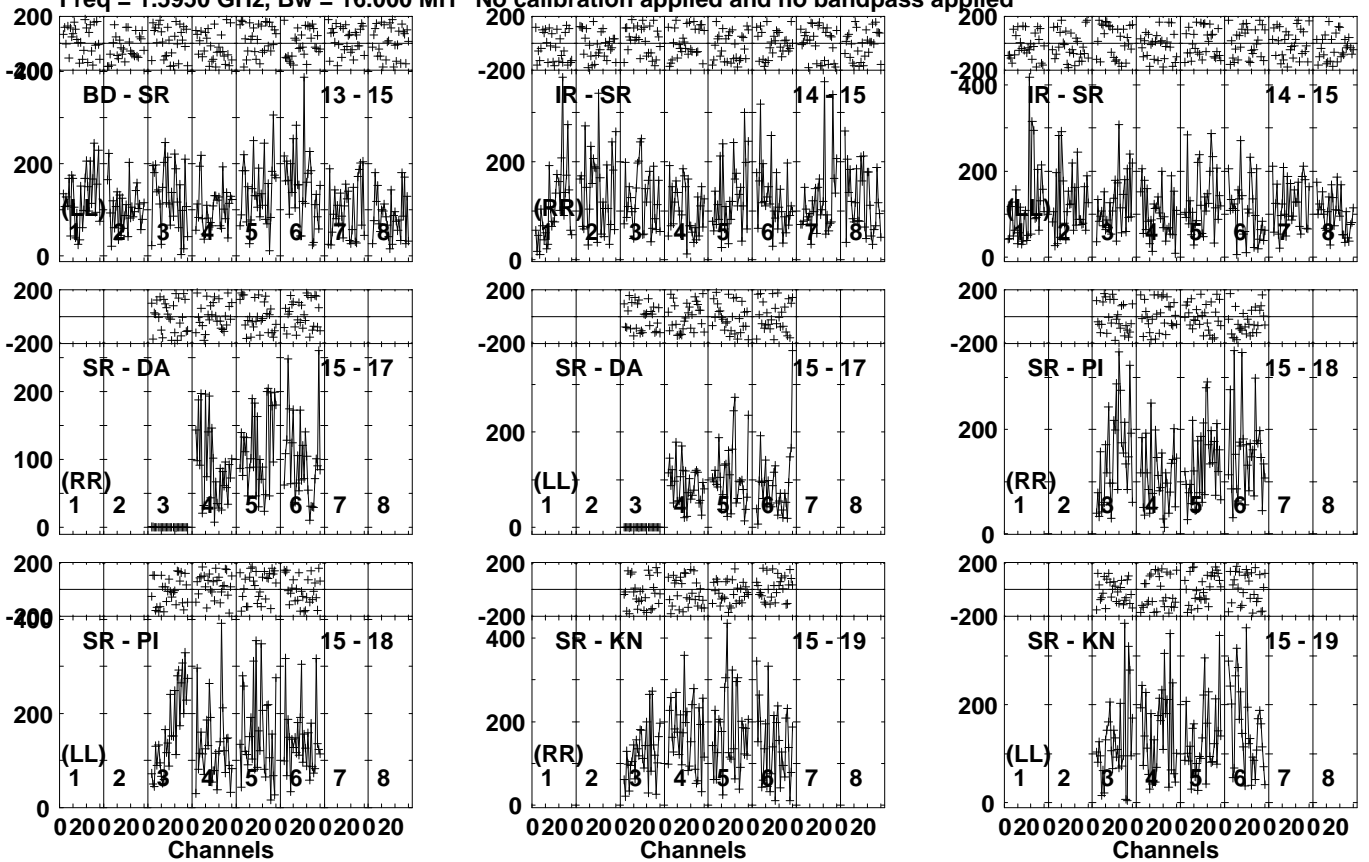 Freq = 1.5950 GHz, Bw = 16.000 MH No calibration applied and no bandpass applied
200 200 200
-200 -200 -200
400 400
BD - SR 13 - 15 IR - SR 14 - 15 IR - SR 14 - 15
200 200 200
(LL) (RR) (LL)
1 2 3 4 5 6 7 8 1 2 3 4 5 6 7 8 1 2 3 4 5 6 7 8
0 0 0
200 200 200
-200 -200 -200
SR - DA 15 - 17 SR - DA 15 - 17 SR - PI 15 - 18
200 200 200
100
(RR) (LL) (RR)
1 2 3 4 5 6 7 8 1 2 3 4 5 6 7 8 1 2 3 4 5 6 7 8
0 0 0
200 200 200
-200 -200 -200
400 400
SR - PI 15 - 18 SR - KN 15 - 19 SR - KN 15 - 19
200 200 200
(LL) (RR) (LL)
1 2 3 4 5 6 7 8 1 2 3 4 5 6 7 8 1 2 3 4 5 6 7 8
0 0 0
0 20 0 20 0 20 0 20 0 20 0 20 0 20 0 20 0 20 0 20 0 20 0 20 0 20 0 20 0 20 0 20 0 20 0 20 0 20 0 20 0 20 0 20 0 20 0 20
Channels Channels Channels